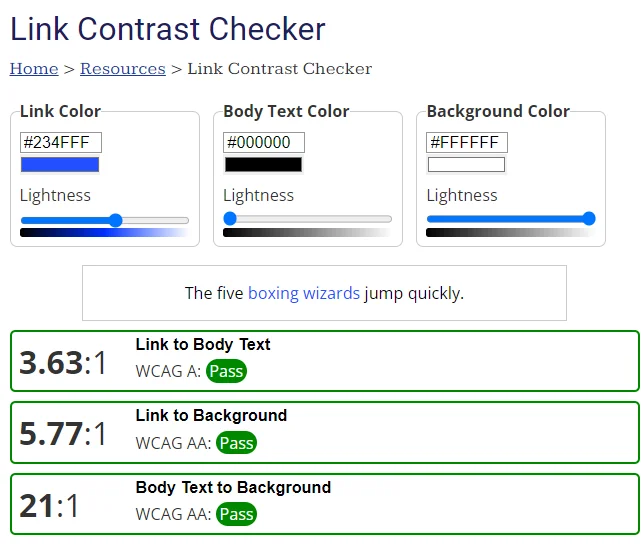 Link Contrast Checker
Home > Resources > Link Contrast Checker
Link Color
#234FFF
Lightness
Body Text Color
#000000
Lightness
Background Color
#FFFFFF
Lightness
The five boxing wizards jump quickly.
3.63:1
Link to Body Text
WCAG A: Pass
5.77:1
Link to Background
WCAG AA: Pass
21:1
Body Text to Background
WCAG AA: Pass